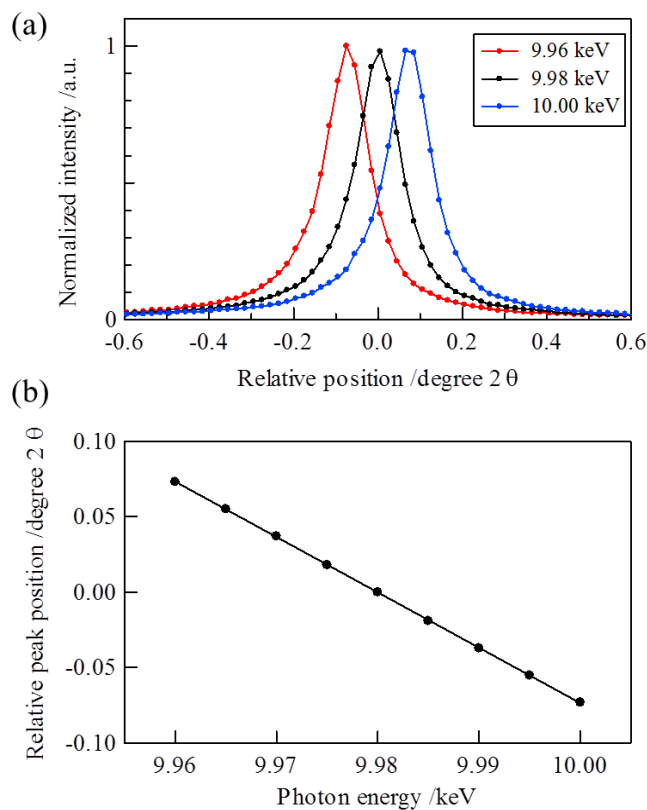 (a)
Normalized intensity /a.u.
1
0
9.96 keV
9.98 keV
10.00 keV
-0.6 -0.4 -0.2 0.0 0.2 0.4 0.6
Relative position /degree 2 θ
(b)
Relative peak position /degree 2 θ
0.10
0.05
0.00
-0.05
-0.10
9.96 9.97 9.98 9.99 10.00
Photon energy /keV